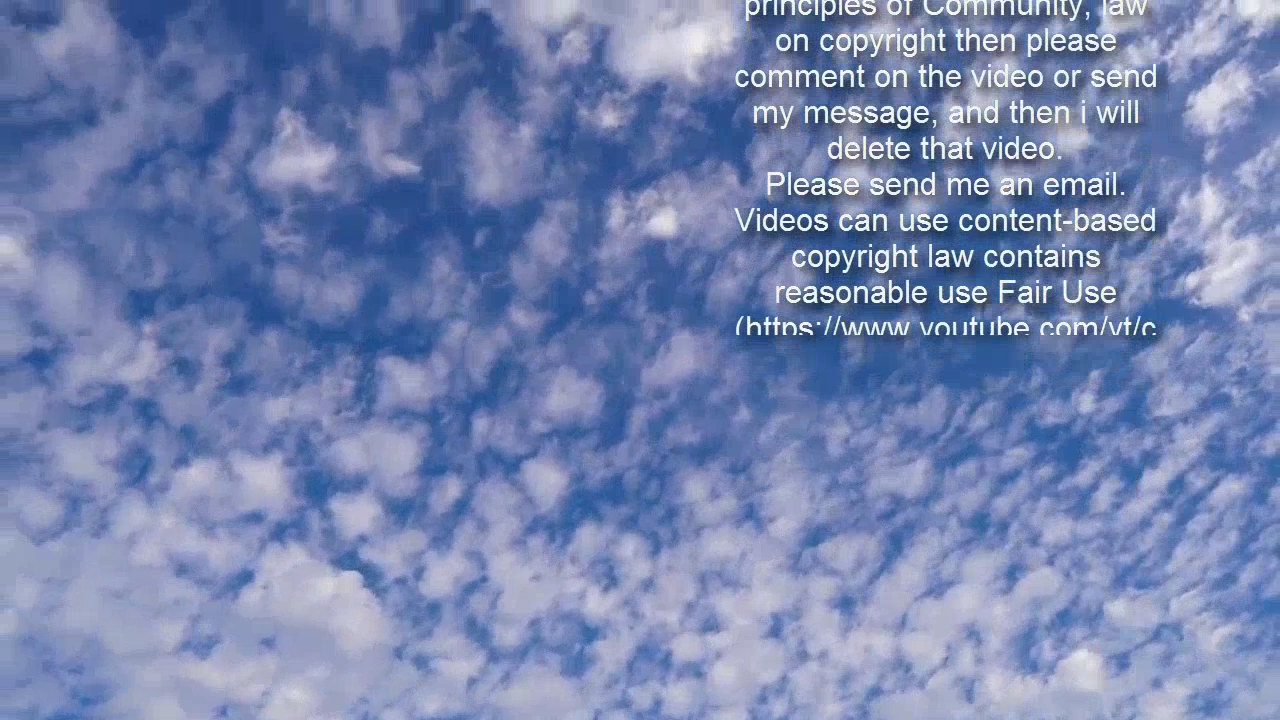 principles of Community, law
on copyright then please
comment on the video or send
my message, and then i will
delete that video.
Please send me an email.
Videos can use content-based
copyright law contains
reasonable use Fair Use
(https://www.youtube.com/yt/c